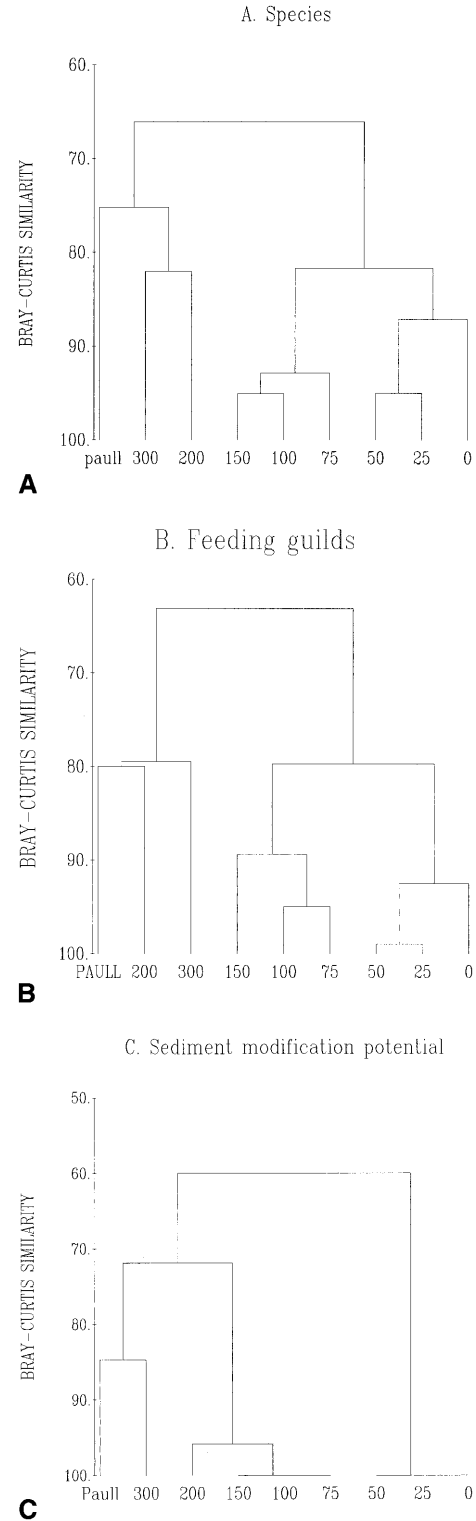 A. Species
BRAY-CURTIS SIMILARITY
60.
70.
80.
90.
100.
paull 300 200 150 100 75 50 25 0
A
B. Feeding guilds
BRAY-CURTIS SIMILARITY
60.
70.
80.
90.
100.
PAULL 200 300 150 100 75 50 25 0
B
C. Sediment modification potential
BRAY-CURTIS SIMILARITY
50.
60.
70.
80.
90.
100.
Paull 300 200 150 100 75 50 25 0
C